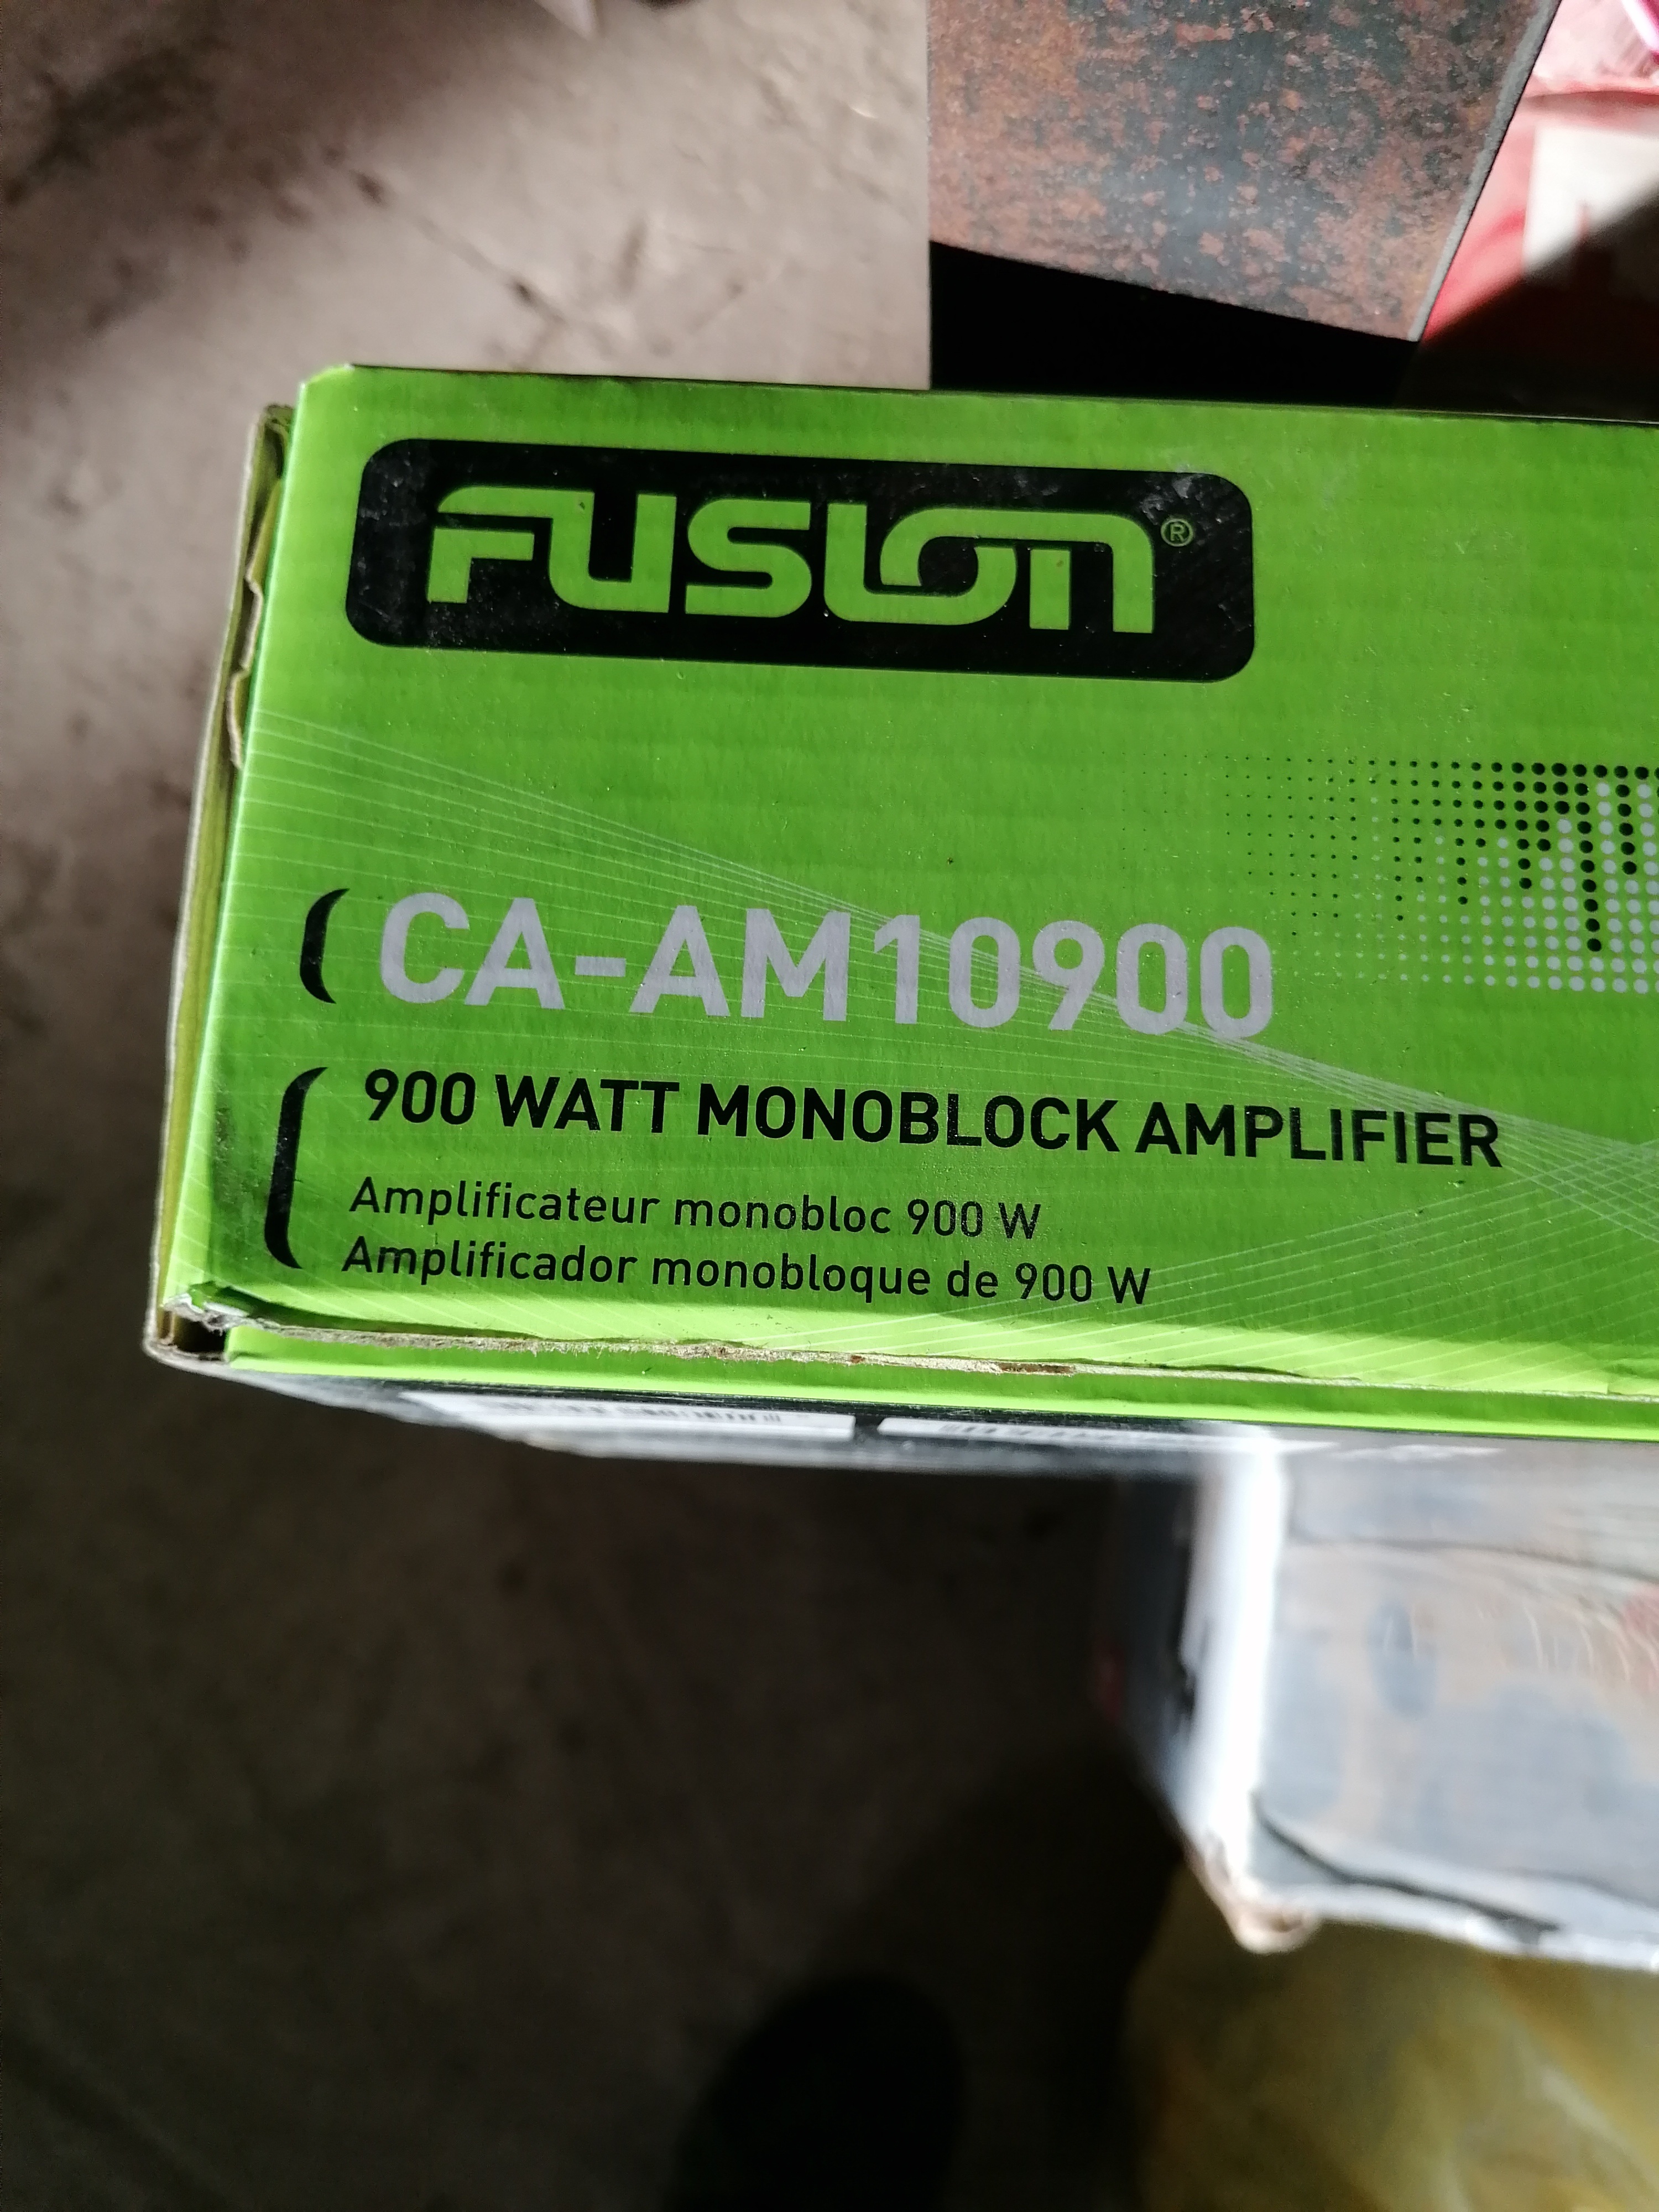 FUSION®
CA-AM10900
900 WATT MONOBLOCK AMPLIFIER
Amplificateur monobloc 900 W
Amplificador monobloque de 900 W